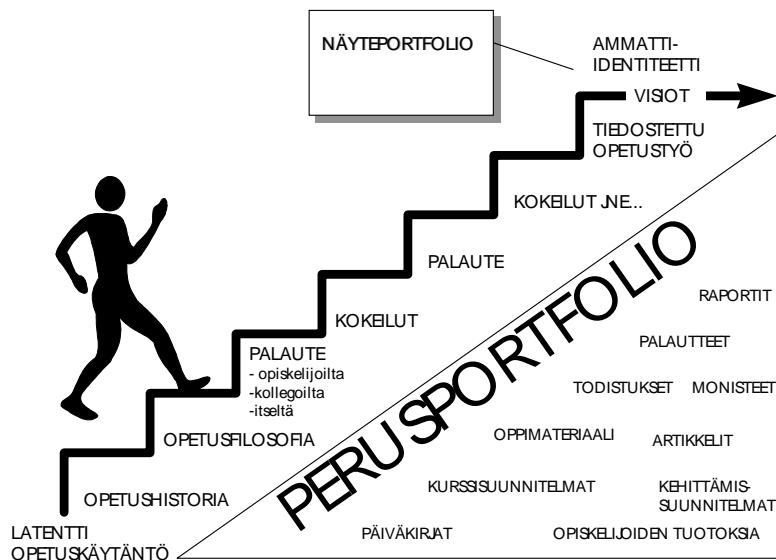 NÄYTEPORTFOLIO
AMMATTI-
IDENTITEETTI
VISIOT
TIEDOSTETTU
OPETUSTYÖ
KOKEILUT JNE...
PALAUTE
KOKEILUT
PALAUTE
- opiskelijoilta
-kollegoilta
-itseltä
OPETUSFILOSOFIA
OPETUSHISTORIA
LATENTTI
OPETUSKÄYTÄNTÖ
PERUSPORTFOLIO
RAPORTIT
PALAUTTEET
TODISTUKSET MONISTEET
OPPIMATERIAALI ARTIKKELIT
KURSSISUUNNITELMAT
KEHITTÄMIS-
SUUNNITELMAT
PÄIVÄKIRJAT OPISKELIJOIDEN TUOTOKSIA